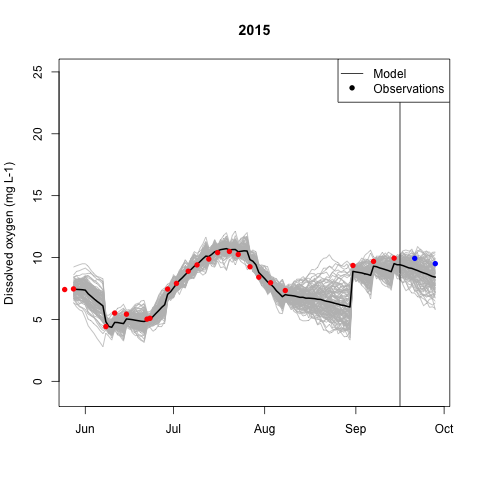 2015
Model
Observations
Dissolved oxygen (mg L-1)
25
20
15
10
5
0
Jun
Jul
Aug
Sep
Oct